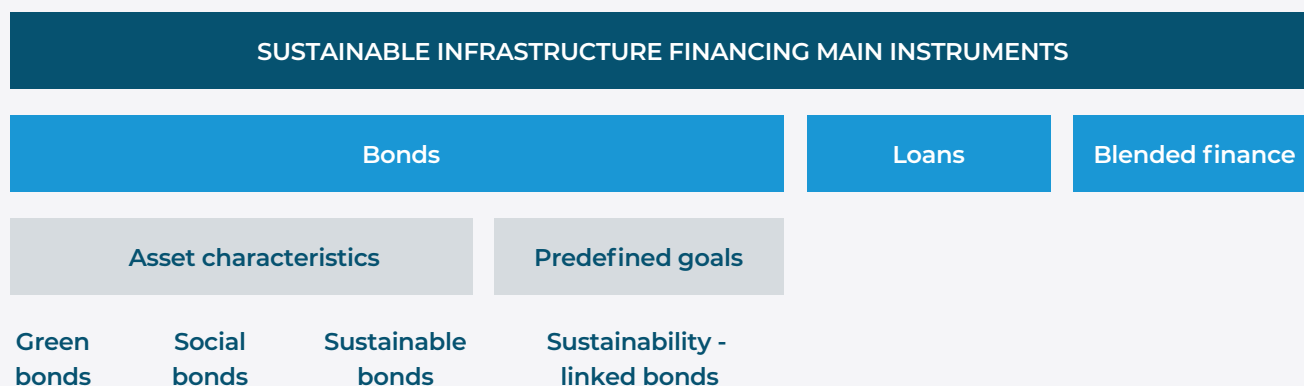 SUSTAINABLE INFRASTRUCTURE FINANCING MAIN INSTRUMENTS
Bonds
Loans
Blended finance
Asset characteristics
Predefined goals
Green
bonds
Social
bonds
Sustainable
bonds
Sustainability -
linked bonds